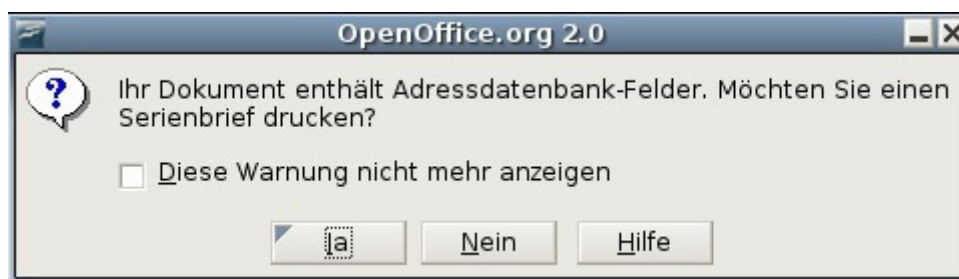 OpenOffice.org 2.0
Ihr Dokument enthält Adressdatenbank-Felder. Möchten Sie einen
Serienbrief drucken?
Diese Warnung nicht mehr anzeigen
Ja Nein Hilfe